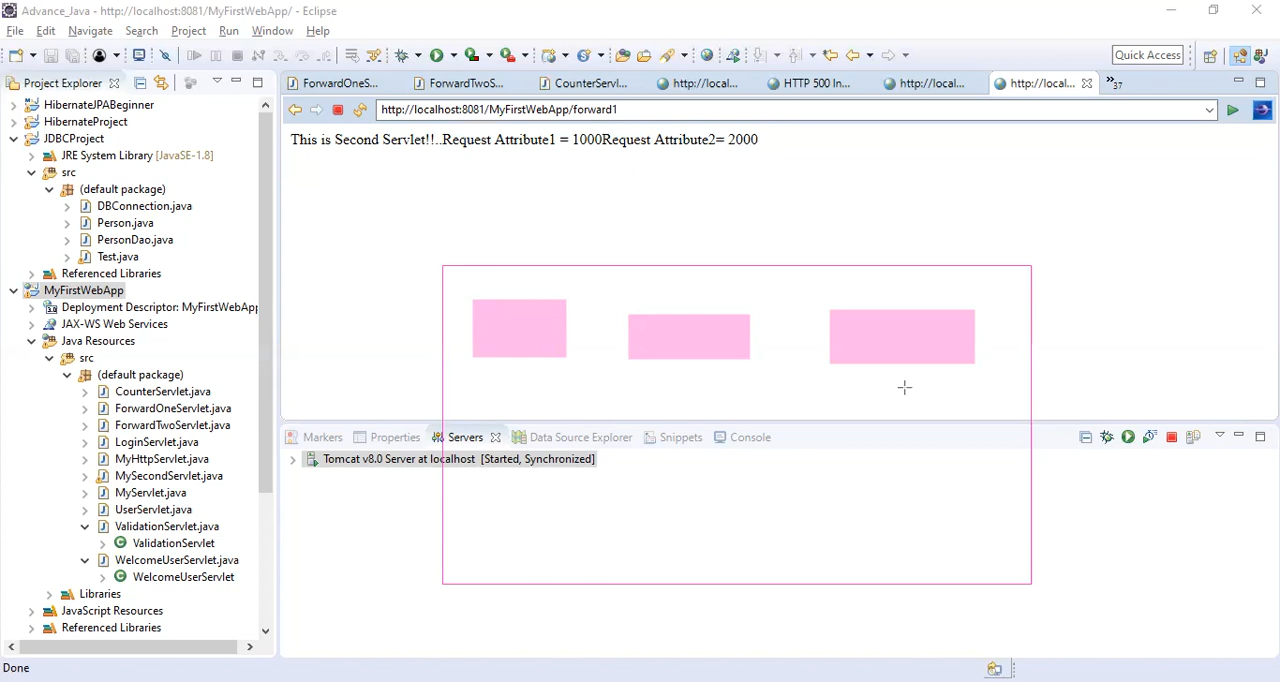 Advance_Java - http://localhost:8081/MyFirstWebApp/ - Eclipse
File Edit Navigate Search Project Run Window Help
Quick Access
Project Explorer
ForwardOneS... ForwardTwoS... CounterServl... http://local... HTTP 500 In... http://local... http://local... »37
http://localhost:8081/MyFirstWebApp/forward1
This is Second Servlet!!..Request Attribute1 = 1000Request Attribute2= 2000
HibernateJPABeginner
HibernateProject
JDBCProject
JRE System Library [JavaSE-1.8]
src
(default package)
DBConnection.java
Person.java
PersonDao.java
Test.java
Referenced Libraries
MyFirstWebApp
Deployment Descriptor: MyFirstWebApp
JAX-WS Web Services
Java Resources
src
(default package)
CounterServlet.java
ForwardOneServlet.java
ForwardTwoServlet.java
LoginServlet.java
MyHttpServlet.java
MySecondServlet.java
MyServlet.java
UserServlet.java
ValidationServlet.java
ValidationServlet
WelcomeUserServlet.java
WelcomeUserServlet
Libraries
JavaScript Resources
Referenced Libraries
Markers Properties Servers Data Source Explorer Snippets Console
Tomcat v8.0 Server at localhost [Started, Synchronized]
Done